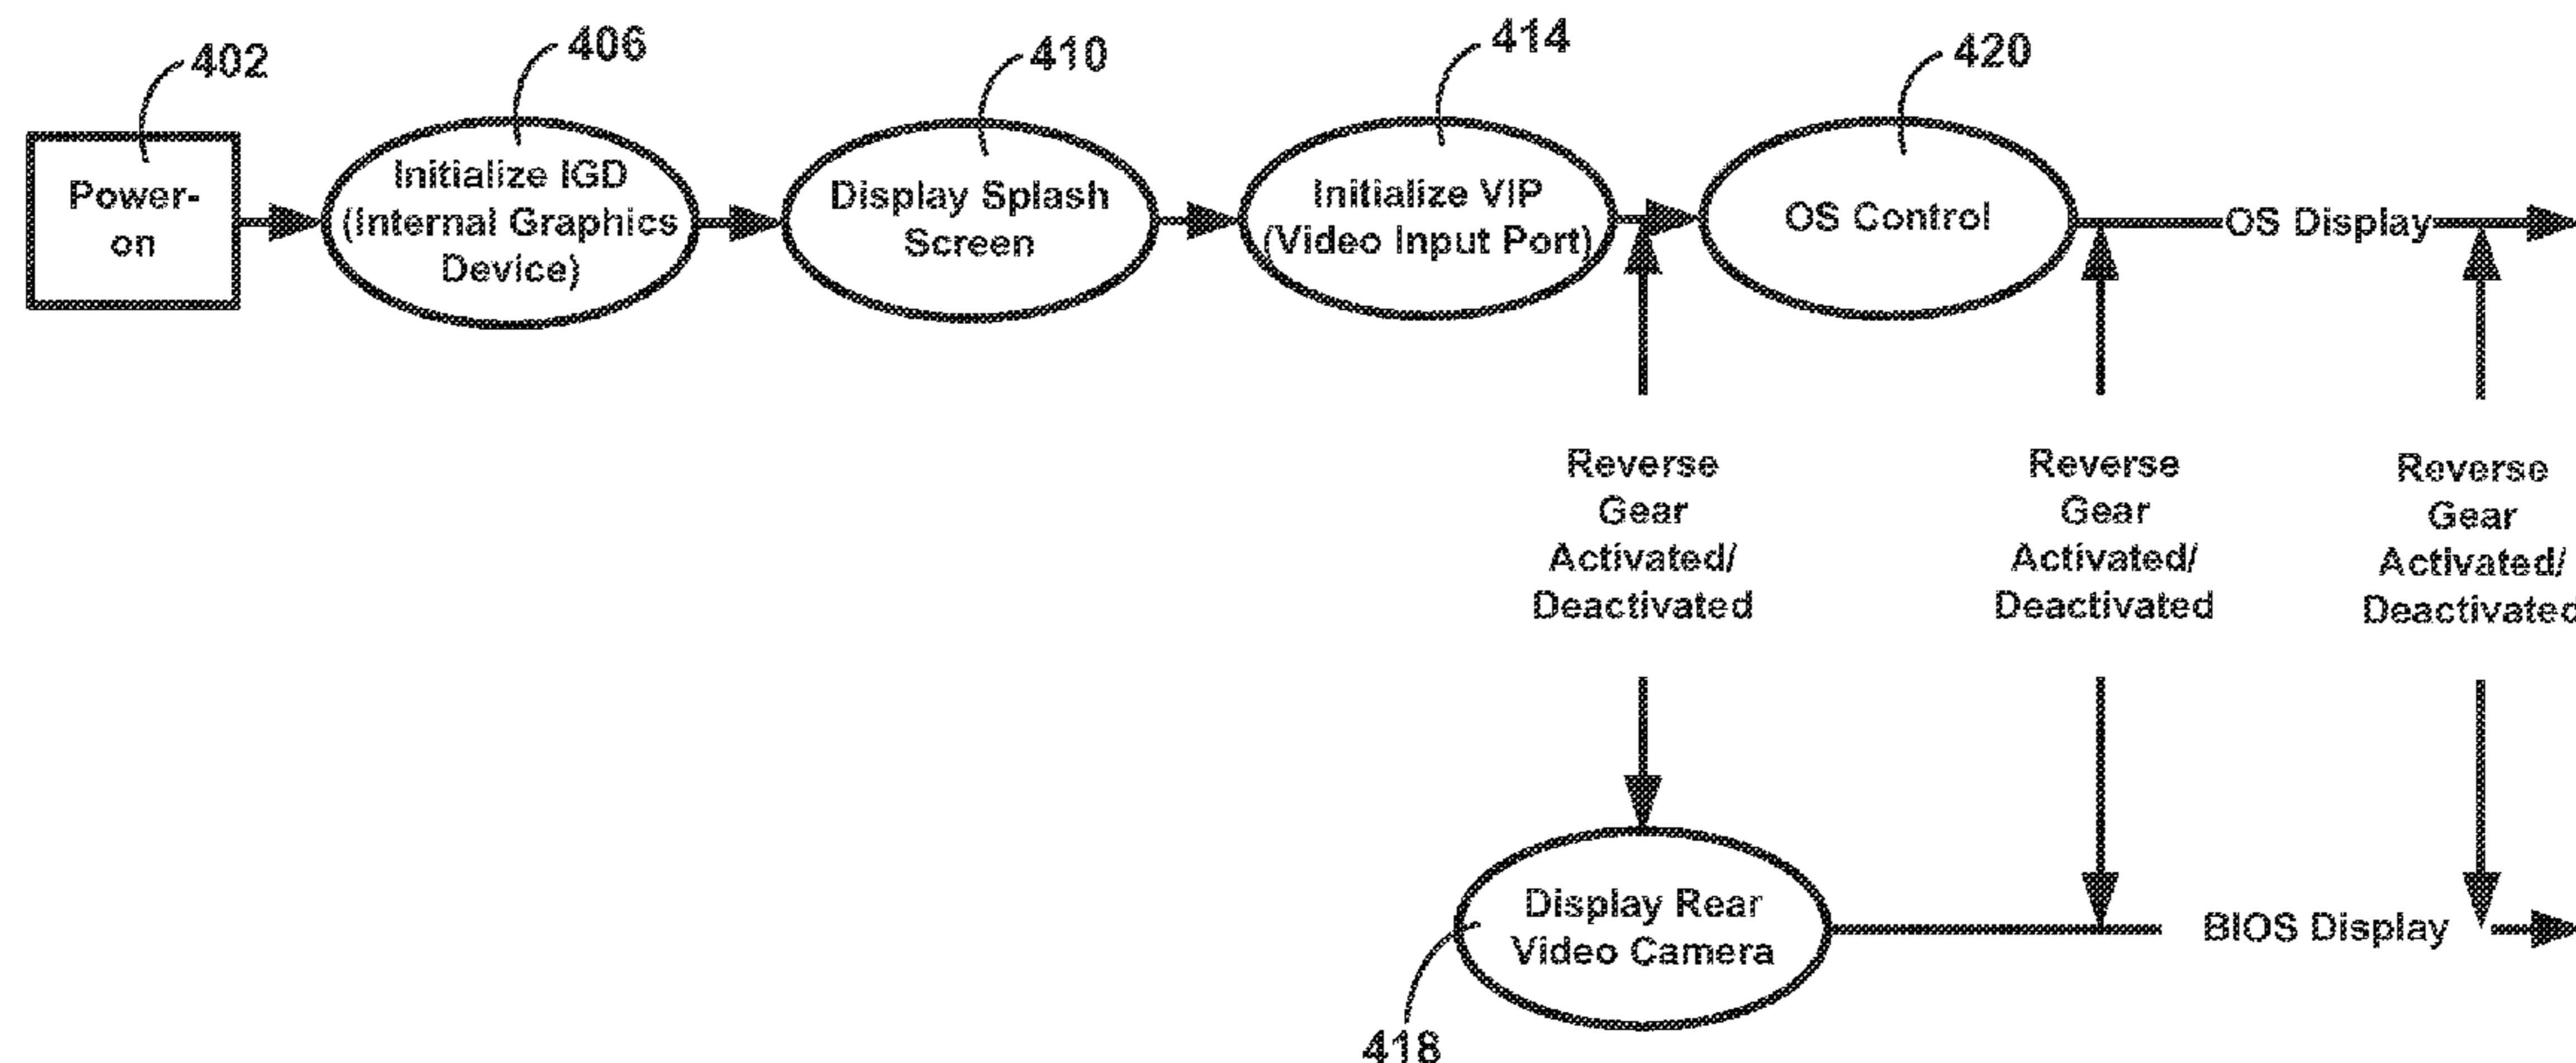 402
406
410
414
420
Power-
on
Initialize IGD
(Internal Graphics
Device)
Display Splash
Screen
Initialize VIP
(Video Input Port)
OS Control
OS Display
Reverse
Gear
Activated/
Deactivated
Reverse
Gear
Activated/
Deactivated
Reverse
Gear
Activated/
Deactivated
Display Rear
Video Camera
BIOS Display
418